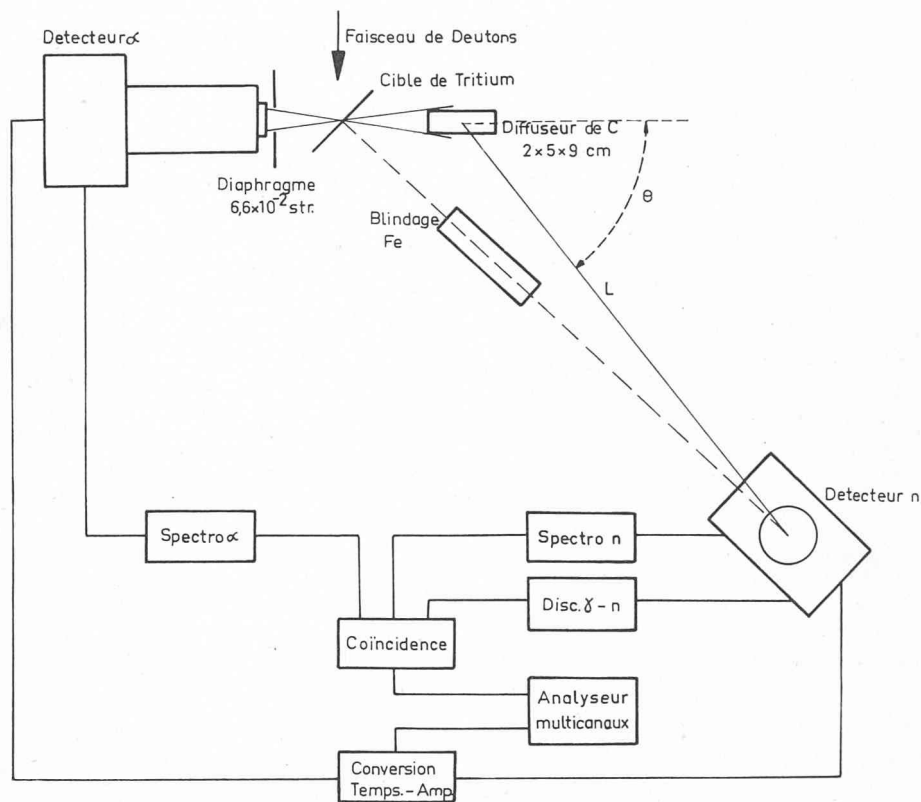 Detecteur α
Faisceau de Deutons
Cible de Tritium
Diffuseur de C
2×5×9 cm
θ
Diaphragme
6,6×10⁻² str.
Blindage
Fe
L
Detecteur n
Spectro α
Spectro n
Disc. γ-n
Coïncidence
Analyseur
multicanaux
Conversion
Temps.-Amp.